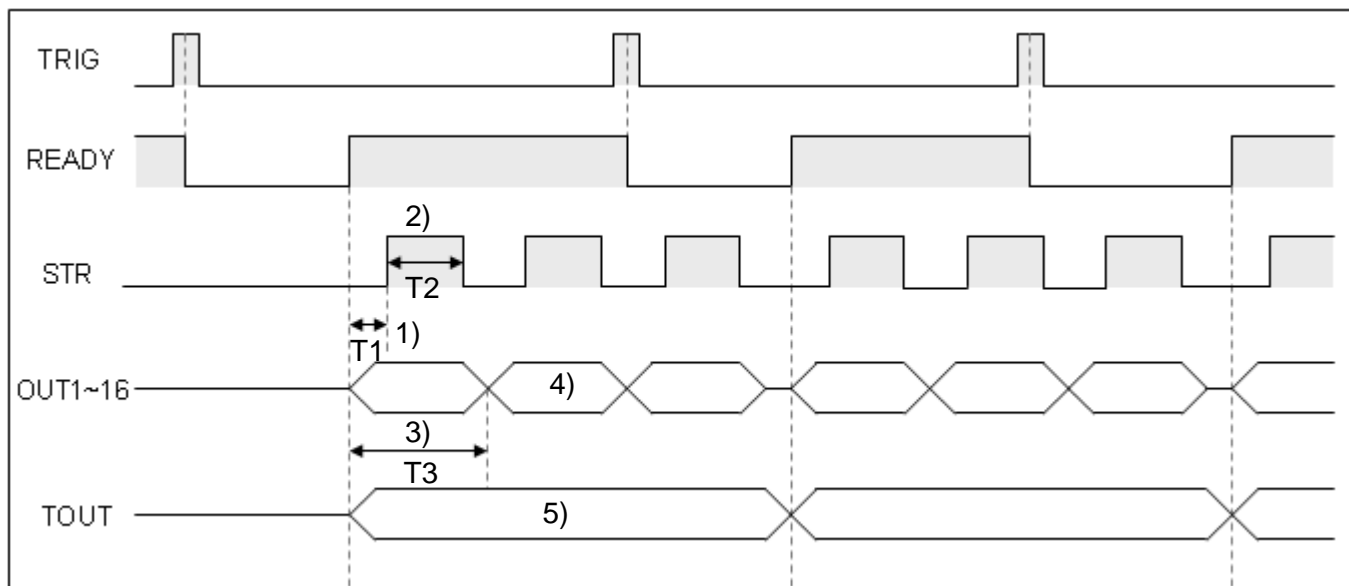 TRIG
READY
2)
STR
T2
1)
T1
OUT1~16
4)
3)
T3
TOUT
5)